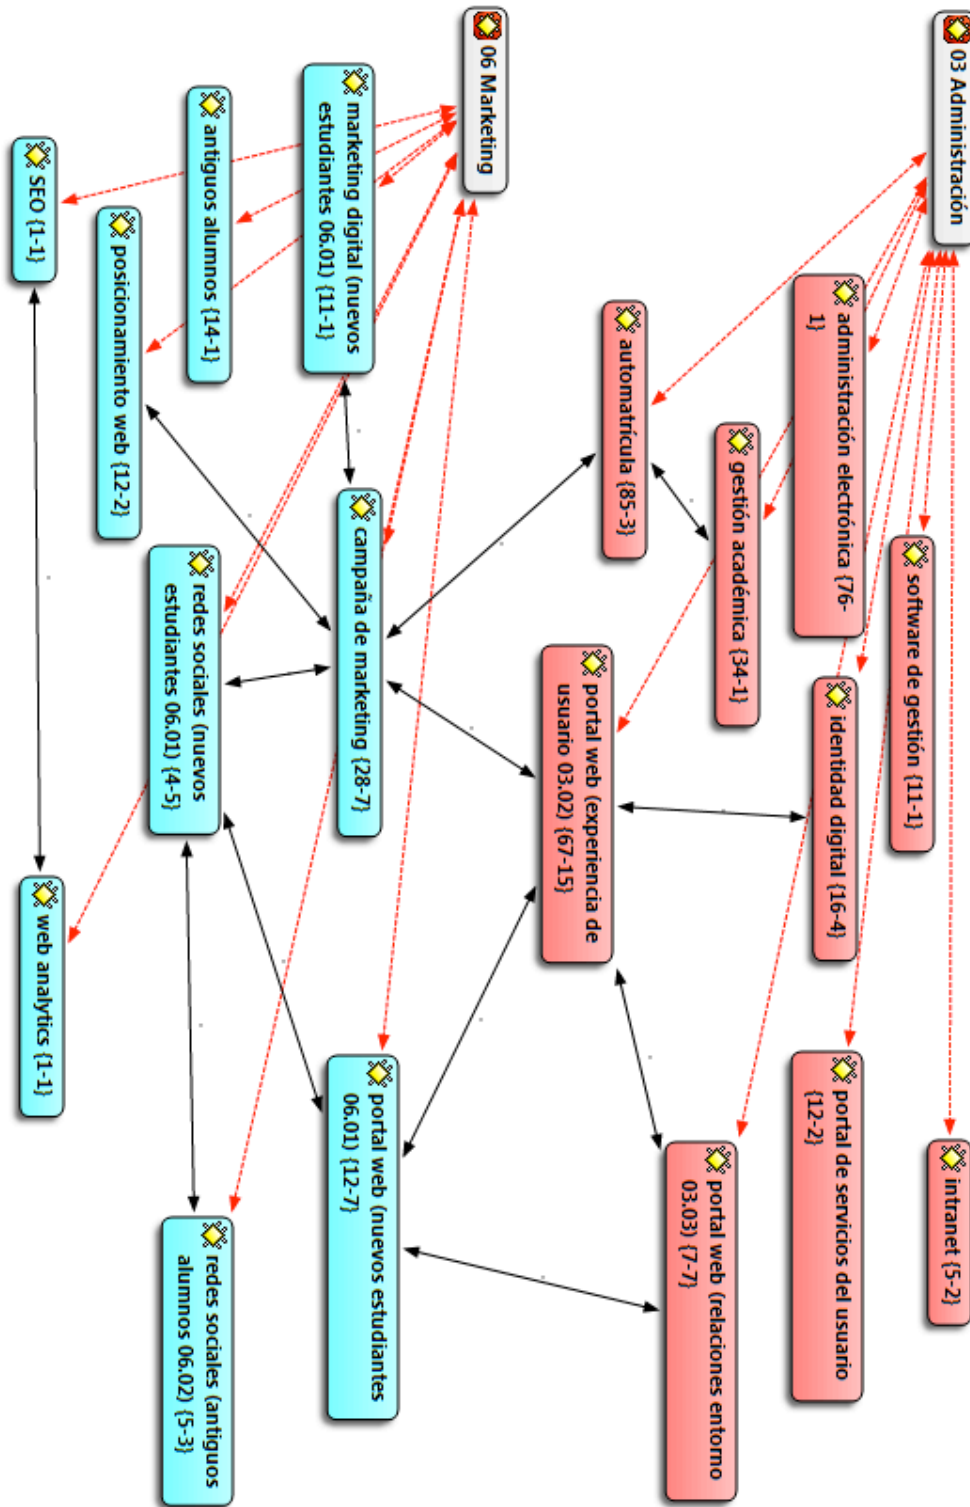 03 Administración
intranet {5-2}
software de gestión {11-1}
administración electrónica {76-
1}
identidad digital {16-4}
portal de servicios del usuario
{12-2}
gestión académica {34-1}
portal web (relaciones entorno
03.03) {7-7}
automatrícula {85-3}
portal web (experiencia de
usuario 03.02) {67-15}
06 Marketing
marketing digital (nuevos
estudiantes 06.01) {11-1}
campaña de marketing {28-7}
portal web (nuevos estudiantes
06.01) {12-7}
antiguos alumnos {14-1}
redes sociales (nuevos
estudiantes 06.01) {4-5}
redes sociales (antiguos
alumnos 06.02) {5-3}
posicionamiento web {12-2}
SEO {1-1}
web analytics {1-1}